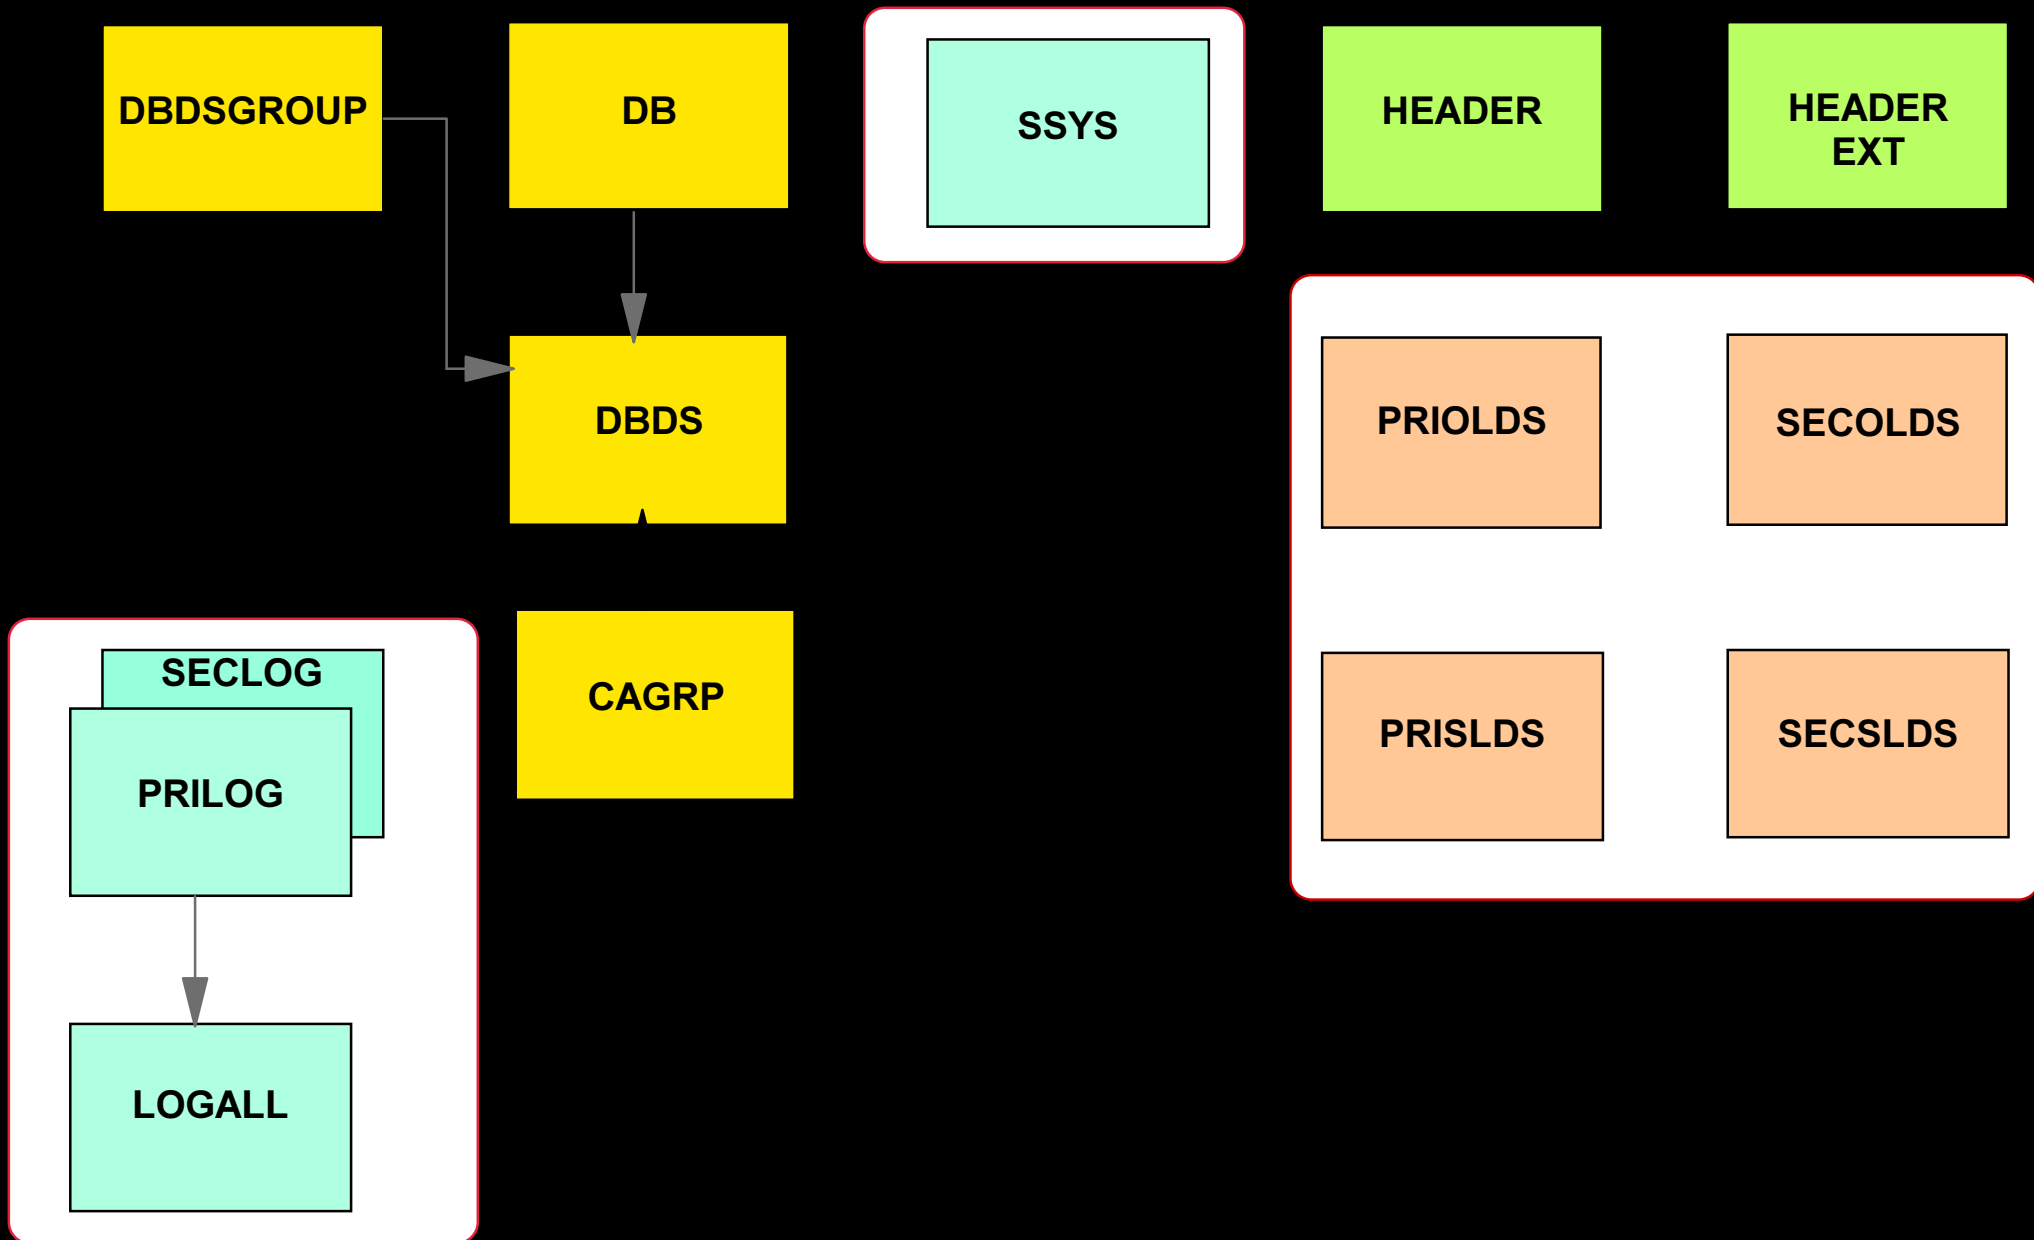 DBDSGROUP
DB
SSYS
HEADER
HEADER
EXT
DBDS
PRIOLDS
SECOLDS
SECLOG
CAGRP
PRILOG
PRISLDS
SECSLDS
LOGALL